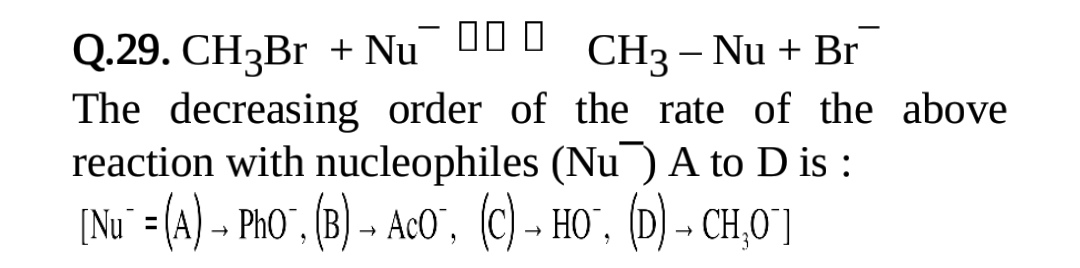 Q.29. CH₃Br + Nu⁻ ▯▯ ▯ CH₃ – Nu + Br⁻
The decreasing order of the rate of the above
reaction with nucleophiles (Nu⁻) A to D is :
[Nu⁻ = (A) → PhO⁻, (B) → AcO⁻, (C) → HO⁻, (D) → CH₃O⁻]